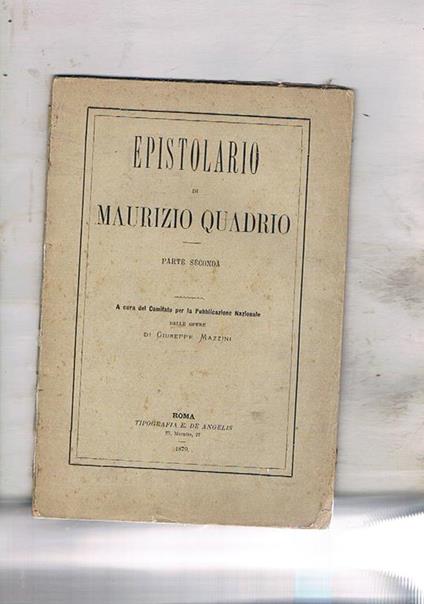 EPISTOLARIO
DI
MAURIZIO QUADRIO
PARTE SECONDA
A cura del Comitato per la Pubblicazione Nazionale
DELLE OPERE
DI GIUSEPPE MAZZINI
ROMA
TIPOGRAFIA E. DE ANGELIS
27
1879.